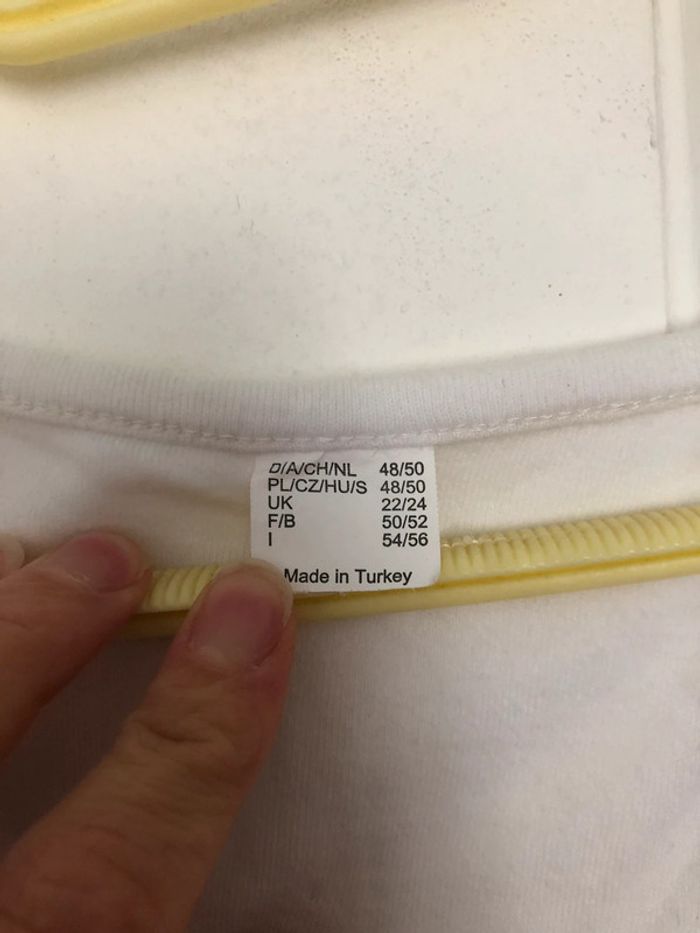 D/A/CH/NL 48/50
PL/CZ/HU/S 48/50
UK 22/24
F/B 50/52
I 54/56
Made in Turkey